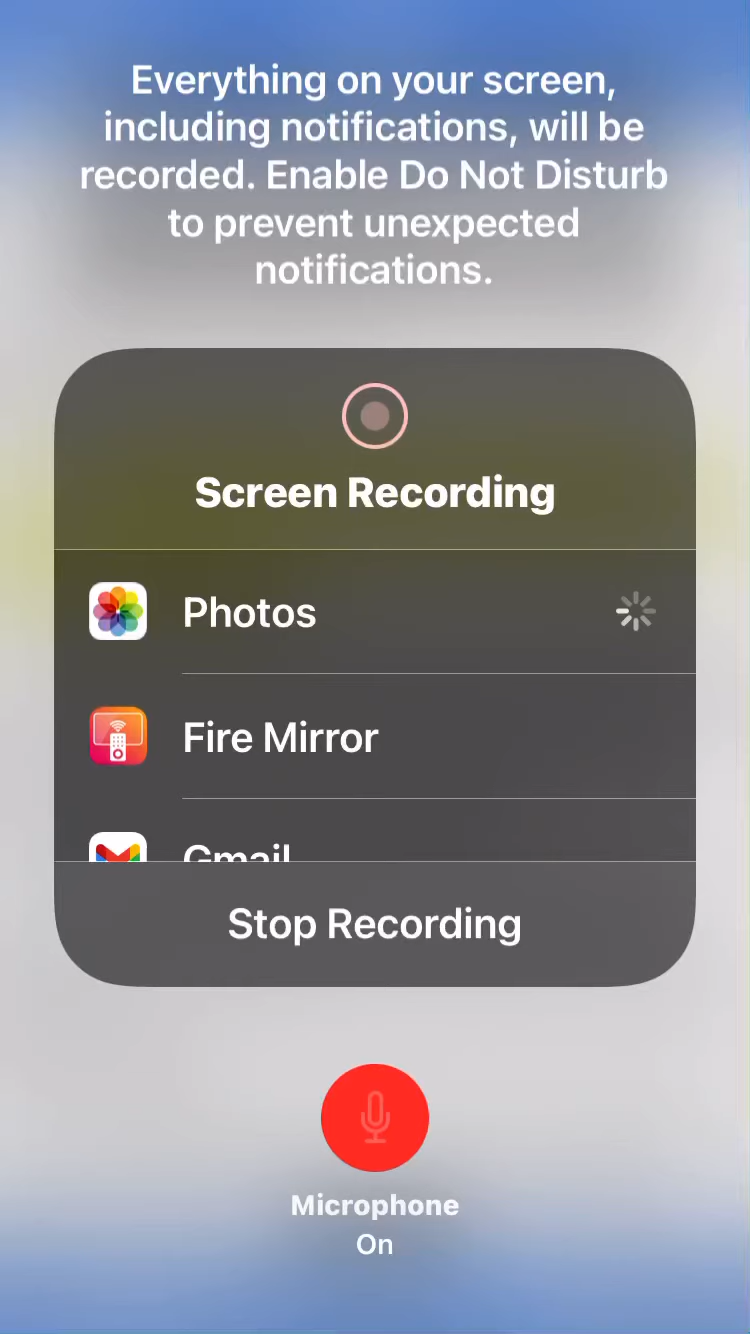 Everything on your screen,
including notifications, will be
recorded. Enable Do Not Disturb
to prevent unexpected
notifications.
Screen Recording
Photos
Fire Mirror
Gmail
Stop Recording
Microphone
On